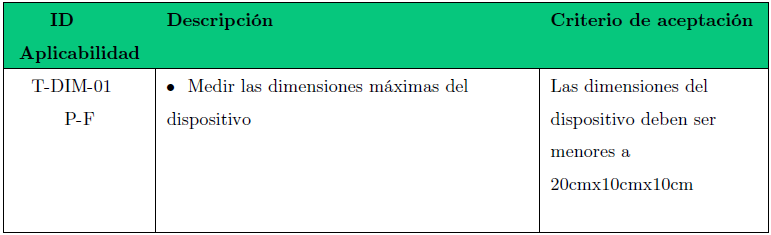 ID
Aplicabilidad
Descripción
Criterio de aceptación
T-DIM-01
P-F
● Medir las dimensiones máximas del
dispositivo
Las dimensiones del
dispositivo deben ser
menores a
20cmx10cmx10cm